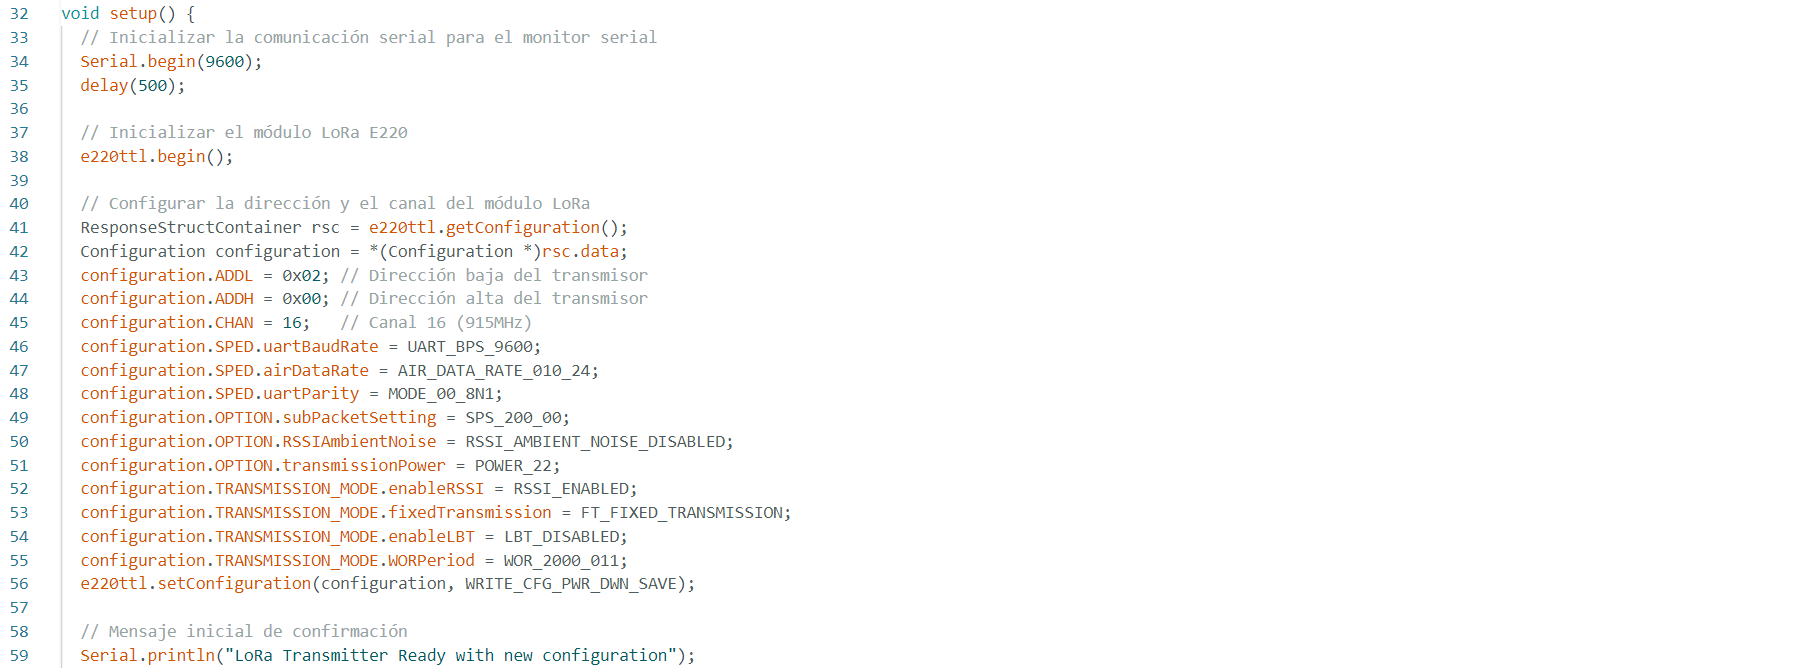 32 void setup() {
33 // Inicializar la comunicación serial para el monitor serial
34 Serial.begin(9600);
35 delay(500);
36
37 // Inicializar el módulo LoRa E220
38 e220ttl.begin();
39
40 // Configurar la dirección y el canal del módulo LoRa
41 ResponseStructContainer rsc = e220ttl.getConfiguration();
42 Configuration configuration = *(Configuration *)rsc.data;
43 configuration.ADDL = 0x02; // Dirección baja del transmisor
44 configuration.ADDH = 0x00; // Dirección alta del transmisor
45 configuration.CHAN = 16;   // Canal 16 (915MHz)
46 configuration.SPED.uartBaudRate = UART_BPS_9600;
47 configuration.SPED.airDataRate = AIR_DATA_RATE_010_24;
48 configuration.SPED.uartParity = MODE_00_8N1;
49 configuration.OPTION.subPacketSetting = SPS_200_00;
50 configuration.OPTION.RSSIAmbientNoise = RSSI_AMBIENT_NOISE_DISABLED;
51 configuration.OPTION.transmissionPower = POWER_22;
52 configuration.TRANSMISSION_MODE.enableRSSI = RSSI_ENABLED;
53 configuration.TRANSMISSION_MODE.fixedTransmission = FT_FIXED_TRANSMISSION;
54 configuration.TRANSMISSION_MODE.enableLBT = LBT_DISABLED;
55 configuration.TRANSMISSION_MODE.WORPeriod = WOR_2000_011;
56 e220ttl.setConfiguration(configuration, WRITE_CFG_PWR_DWN_SAVE);
57
58 // Mensaje inicial de confirmación
59 Serial.println("LoRa Transmitter Ready with new configuration");